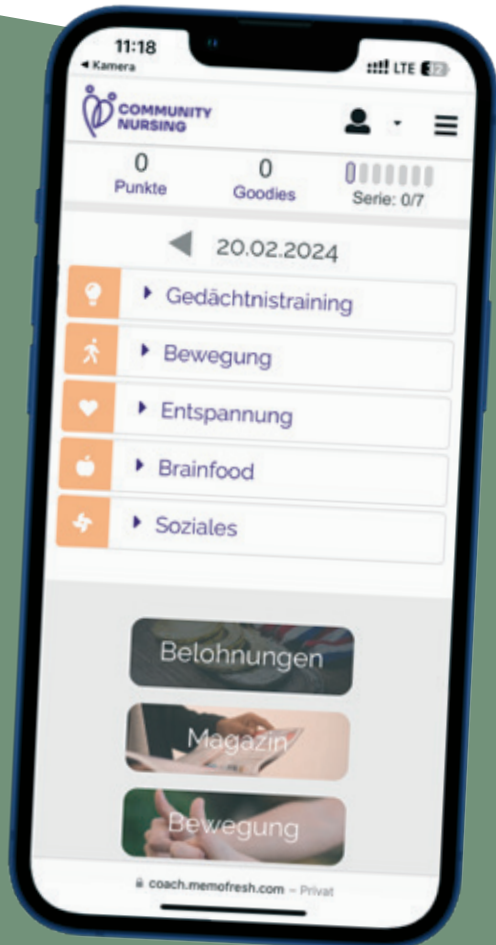 11:18
◀ Kamera
LTE 32
COMMUNITY
NURSING
0
Punkte
0
Goodies
Serie: 0/7
20.02.2024
Gedächtnistraining
Bewegung
Entspannung
Brainfood
Soziales
Belohnungen
Magazin
Bewegung
coach.memofresh.com – Privat